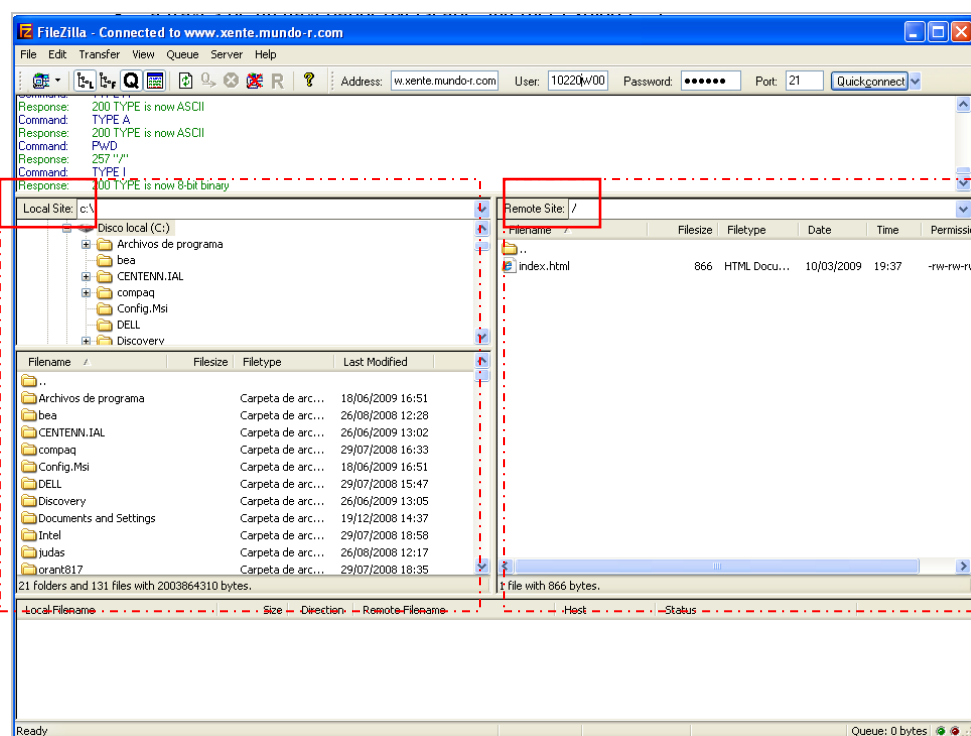 FileZilla - Connected to www.xente.mundo-r.com
File Edit Transfer View Queue Server Help
Address: w.xente.mundo-r.com User: 10220w/00 Password: ●●●●●● Port: 21 Quickconnect
Response: 200 TYPE is now ASCII
Command: TYPE A
Response: 200 TYPE is now ASCII
Command: PWD
Response: 257 "/"
Command: TYPE I
Response: 200 TYPE is now 8-bit binary
Local Site: c:\
Disco local (C:)
Archivos de programa
bea
CENTENN.IAL
compaq
Config.Msi
DELL
Discovery
Filename Filesize Filetype Last Modified
..
Archivos de programa Carpeta de arc... 18/06/2009 16:51
bea Carpeta de arc... 26/08/2008 12:28
CENTENN.IAL Carpeta de arc... 26/06/2009 13:02
compaq Carpeta de arc... 29/07/2008 16:33
Config.Msi Carpeta de arc... 18/06/2009 16:51
DELL Carpeta de arc... 29/07/2008 15:47
Discovery Carpeta de arc... 26/06/2009 13:05
Documents and Settings Carpeta de arc... 19/12/2008 14:37
Intel Carpeta de arc... 29/07/2008 18:58
judas Carpeta de arc... 26/08/2008 12:17
orant817 Carpeta de arc... 29/07/2008 18:35
21 folders and 131 files with 2003864310 bytes.
Remote Site: /
Filename Filesize Filetype Date Time Permissi
..
index.html 866 HTML Docu... 10/03/2009 19:37 -rw-rw-r
1 file with 866 bytes.
Local Filename Size Direction Remote Filename Host Status
Ready
Queue: 0 bytes